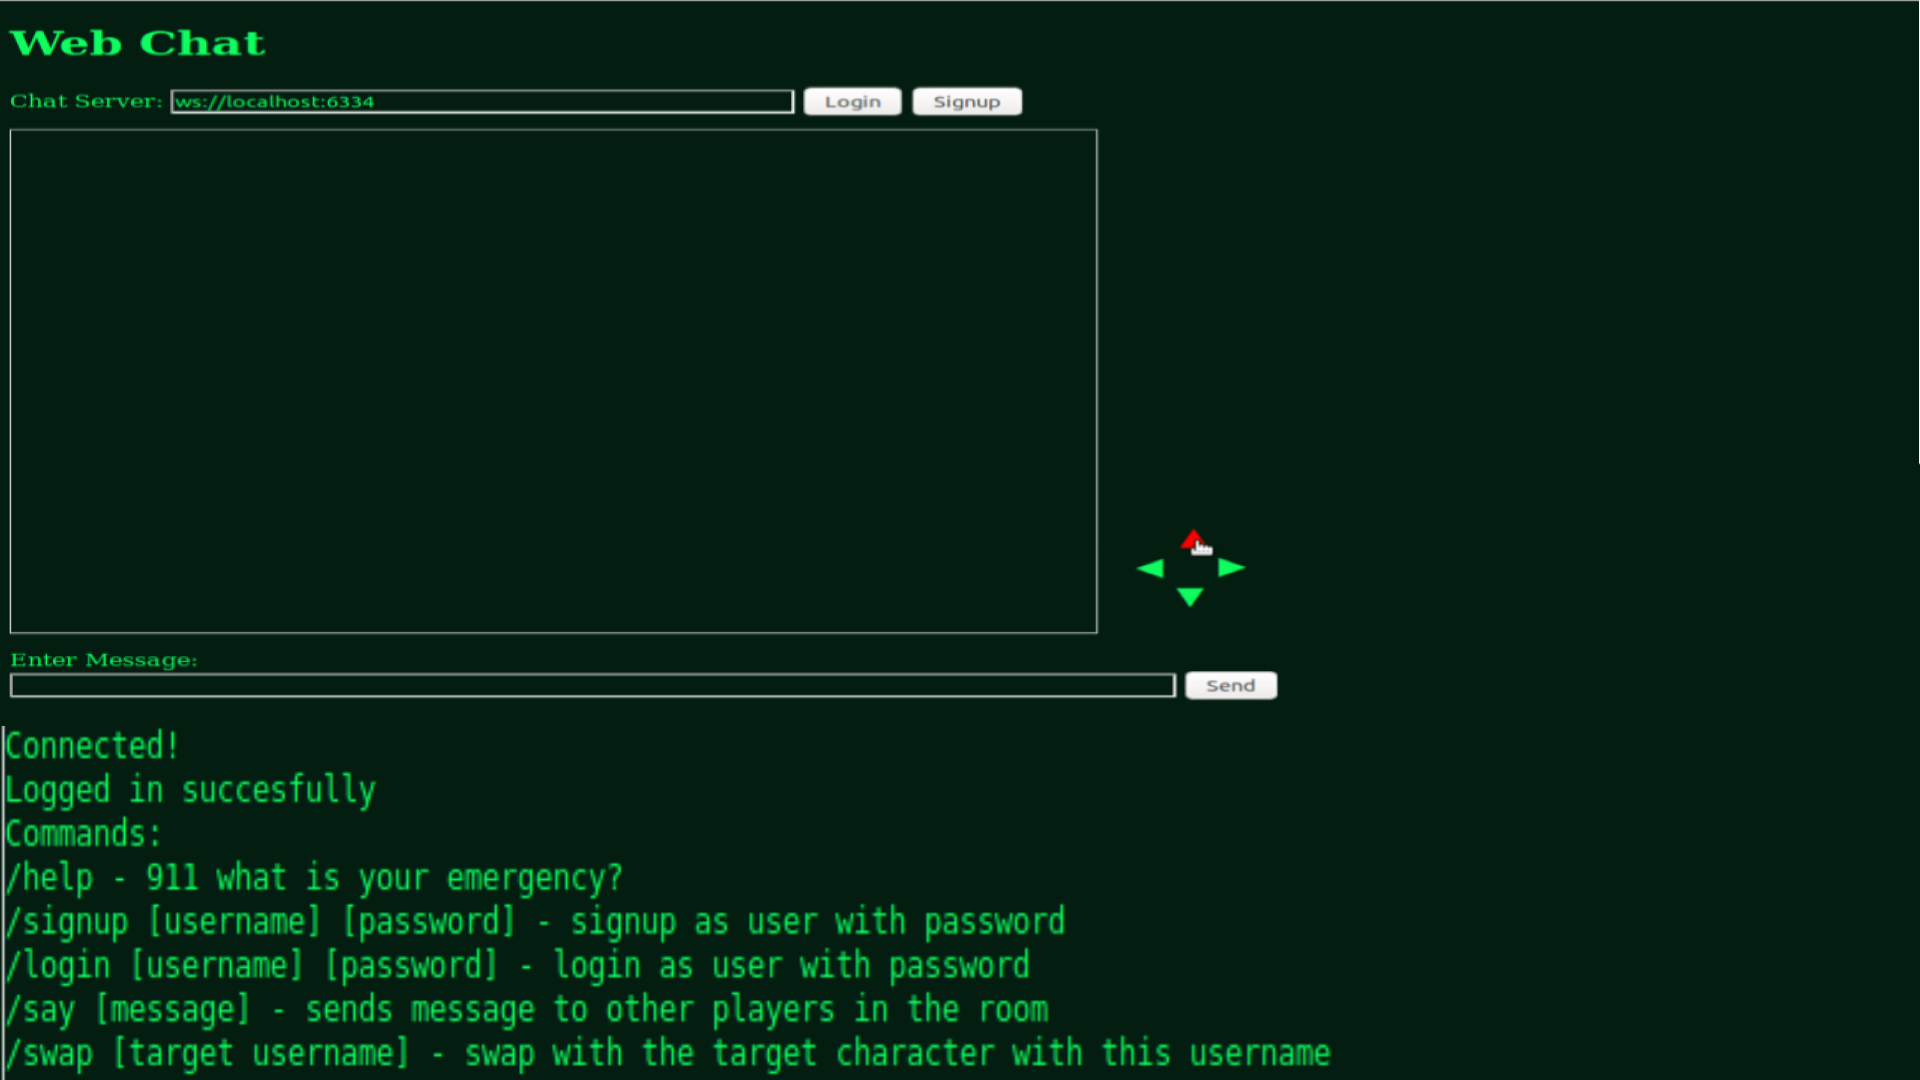 Web Chat
Chat Server: ws://localhost:6334 Login Signup
Enter Message:
Send
Connected!
Logged in succesfully
Commands:
/help - 911 what is your emergency?
/signup [username] [password] - signup as user with password
/login [username] [password] - login as user with password
/say [message] - sends message to other players in the room
/swap [target username] - swap with the target character with this username